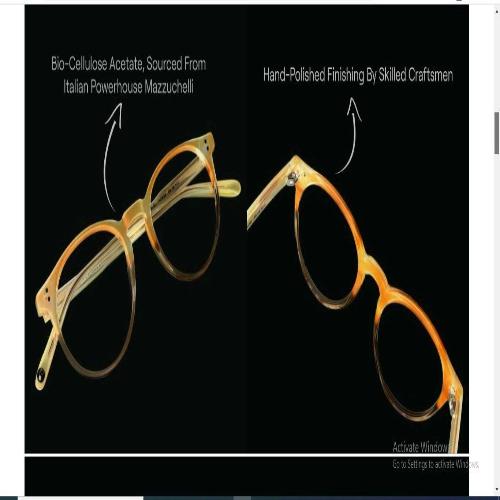 Bio-Cellulose Acetate, Sourced From
Italian Powerhouse Mazzuchelli
Hand-Polished Finishing By Skilled Craftsmen
Activate Windows
Go to Settings to activate Windows.